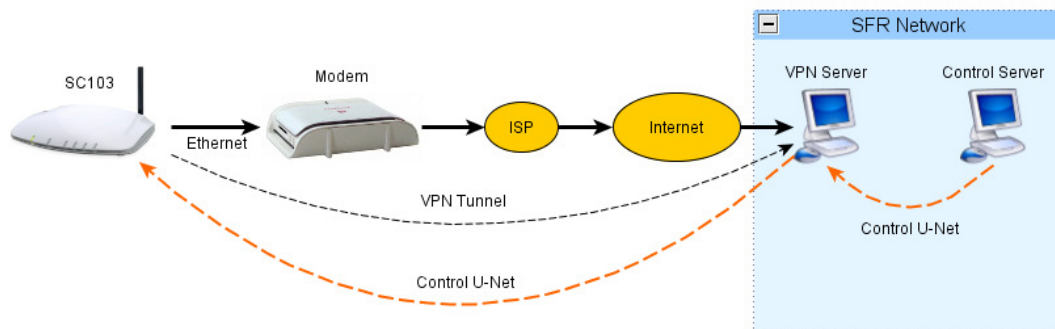 SFR Network
SC103
Modem
VPN Server
Control Server
ISP
Internet
Ethernet
VPN Tunnel
Control U-Net
Control U-Net